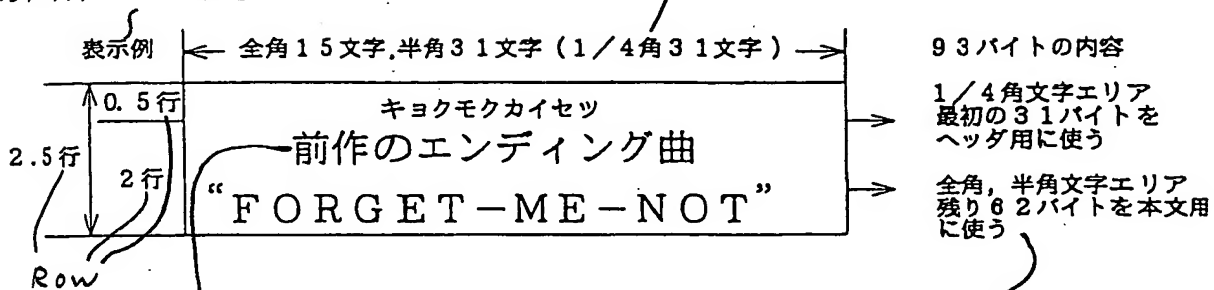 表示例
全角15文字.半角31文字(1/4角31文字)
93バイトの内容
0.5行
2.5行
2行
キョクモクカイセツ
前作のエンディング曲
“FORGET-ME-NOT”
1/4角文字エリア
最初の31バイトを
ヘッダ用に使う
全角,半角文字エリア
残り62バイトを本文用
に使う
Row